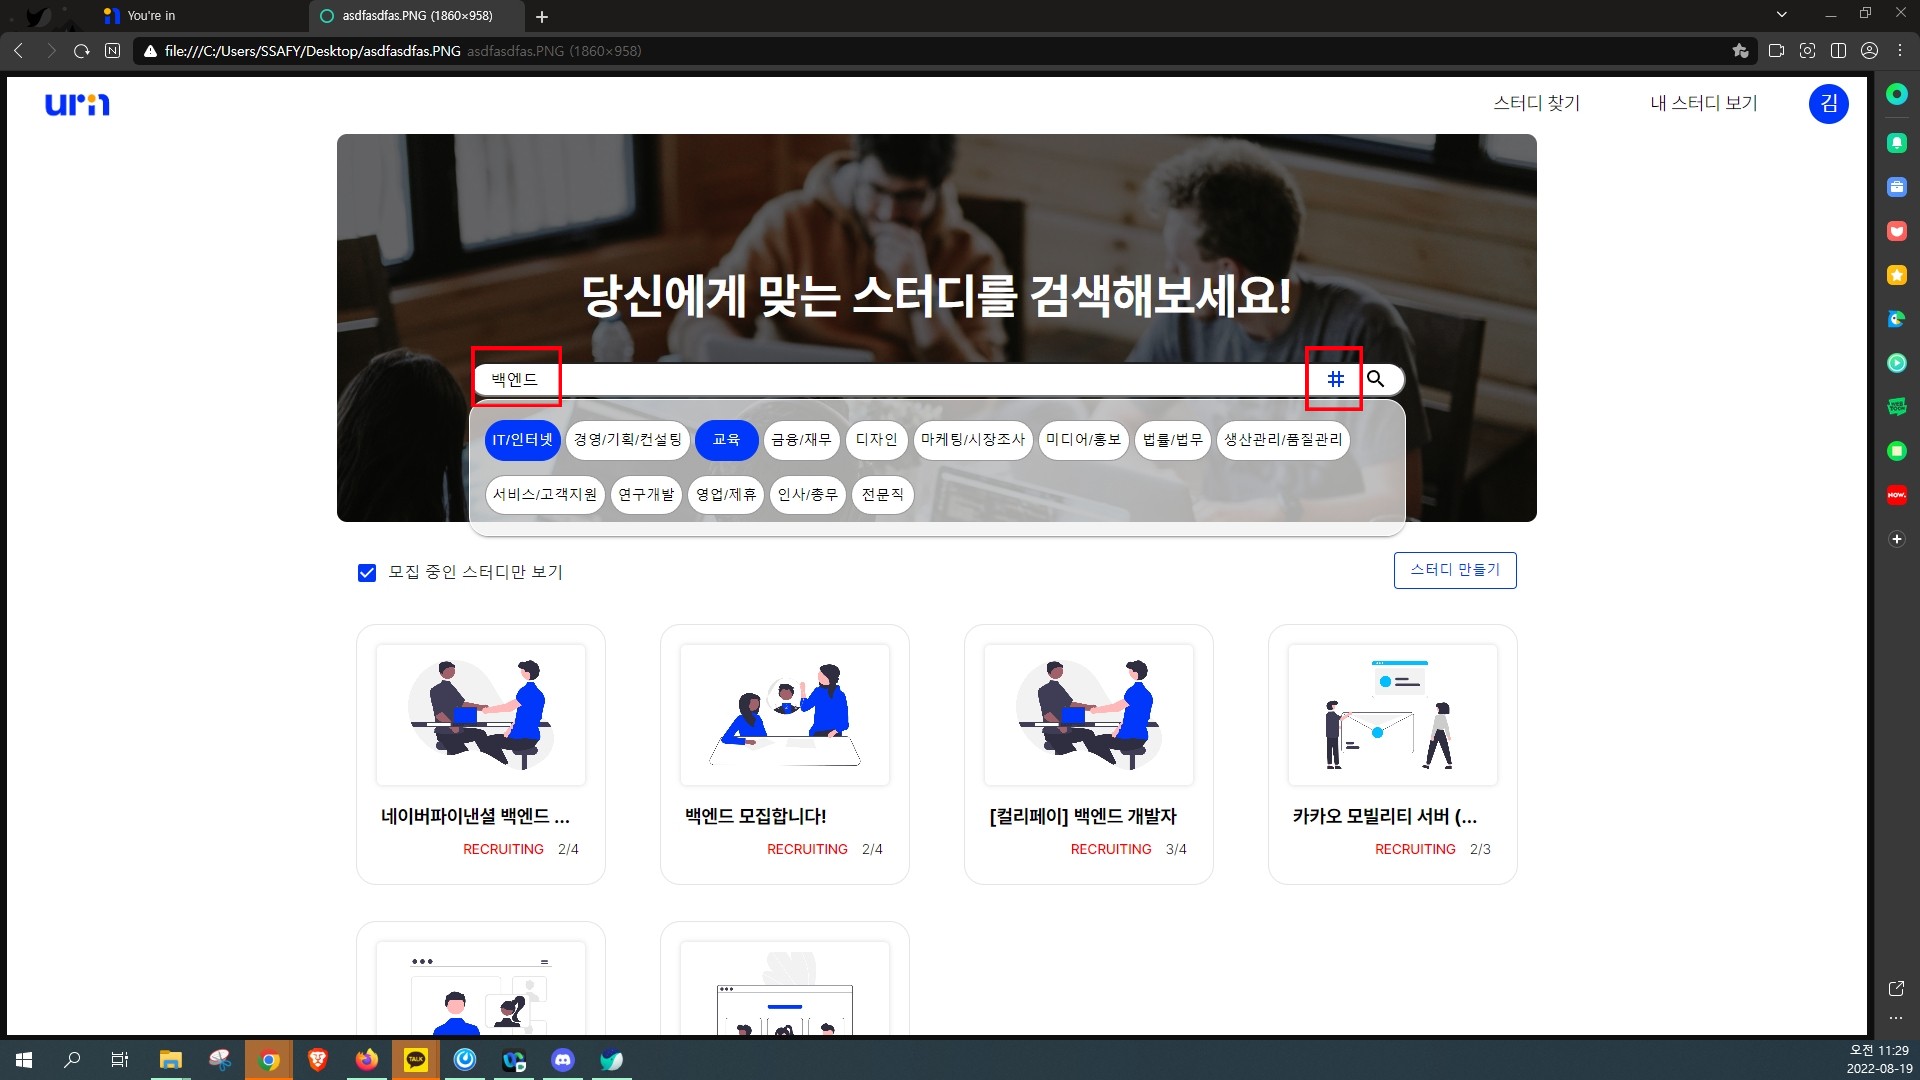 You're in
asdfasdfas.PNG (1860×958)
file:///C:/Users/SSAFY/Desktop/asdfasdfas.PNG asdfasdfas.PNG (1860×958)
urin
스터디 찾기
내 스터디 보기
김
당신에게 맞는 스터디를 검색해보세요!
백엔드
#
IT/인터넷 경영/기획/컨설팅 교육 금융/재무 디자인 마케팅/시장조사 미디어/홍보 법률/법무 생산관리/품질관리
서비스/고객지원 연구개발 영업/제휴 인사/총무 전문직
모집 중인 스터디만 보기
스터디 만들기
네이버파이낸셜 백엔드 ...
RECRUITING 2/4
백엔드 모집합니다!
RECRUITING 2/4
[컬리페이] 백엔드 개발자
RECRUITING 3/4
카카오 모빌리티 서버 (...
RECRUITING 2/3
WEBTOON
NOW.
TALK
오전 11:29
2022-08-19